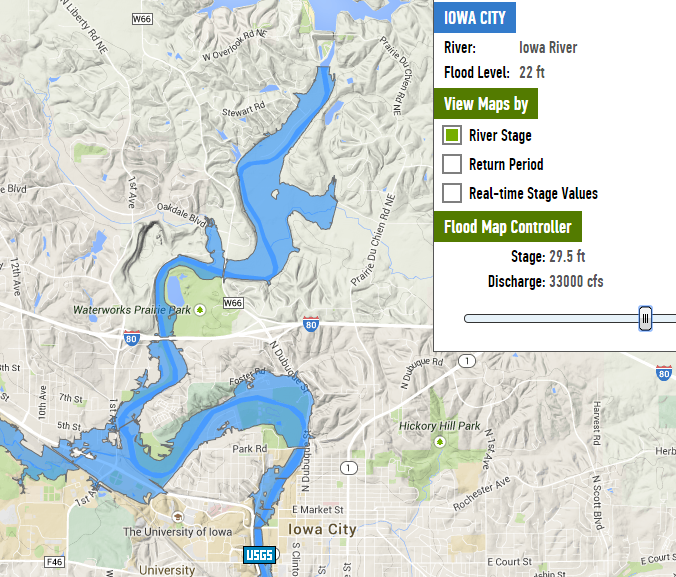 IOWA CITY
River: Iowa River
Flood Level: 22 ft
View Maps by
River Stage
Return Period
Real-time Stage Values
Flood Map Controller
Stage: 29.5 ft
Discharge: 33000 cfs
N Liberty Rd NE
W66
W Overlook Rd NE
Prairie Du Chien Rd NE
Stewart Rd
e Blvd
1st Ave
Oakdale Blvd
Prairie Du Chien Rd NE
12th Ave
W66
Waterworks Prairie Park
80
80
N Dubuque St
N Dubuque Rd
1
80
8th St
Foster Rd
10th Ave
7th St
1st Ave
5th St
Hickory Hill Park
N 1st Ave
Harvest Rd
Park Rd
N Dubuque
Herb
1
1st Av
Rochester Ave
N Scott Blvd
E Market St
The University of Iowa
Iowa City
USGS
F46
University
S Clinto
E Court St
E Court St